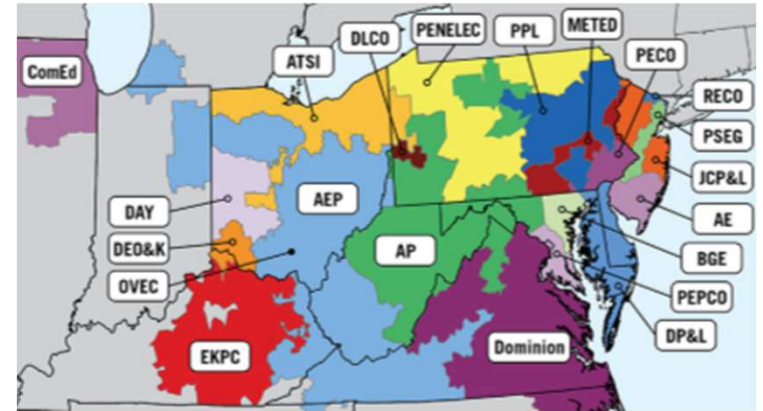 ComEd
ATSI
DLCO
PENELEC
PPL
METED
PECO
RECO
PSEG
JCP&L
AE
BGE
PEPCO
DP&L
DAY
DEO&K
OVEC
AEP
AP
EKPC
Dominion